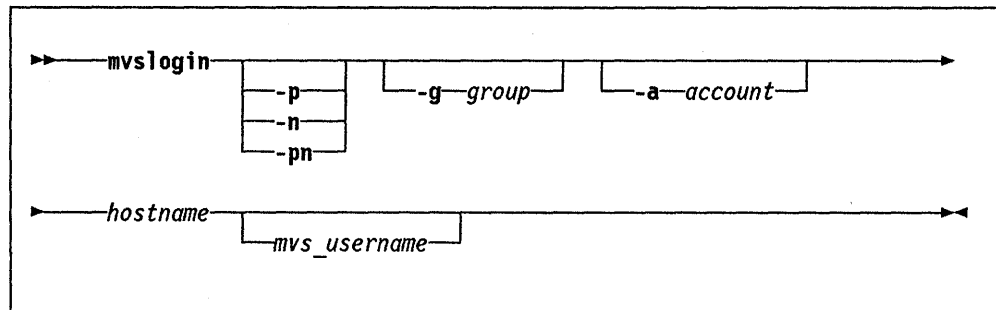 mvslogin
-p -g group -a account
-n
-pn
hostname
mvs_username